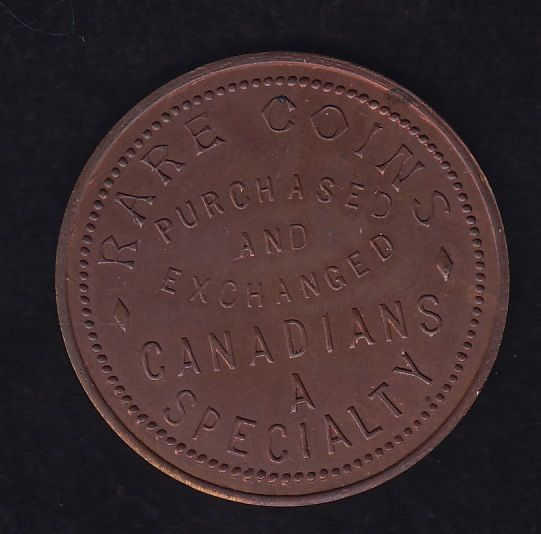 RARE COINS
PURCHASED
AND
EXCHANGED
CANADIANS
A
SPECIALTY